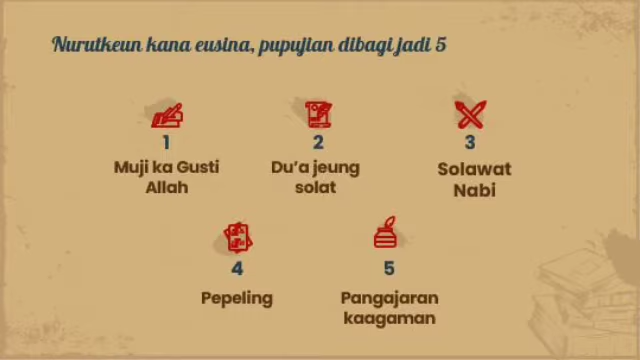 Nurutkeun kana eusina, pupujian dibagi jadi 5
1
Muji ka Gusti
Allah
2
Du’a jeung
solat
3
Solawat
Nabi
4
Pepeling
5
Pangajaran
kaagaman